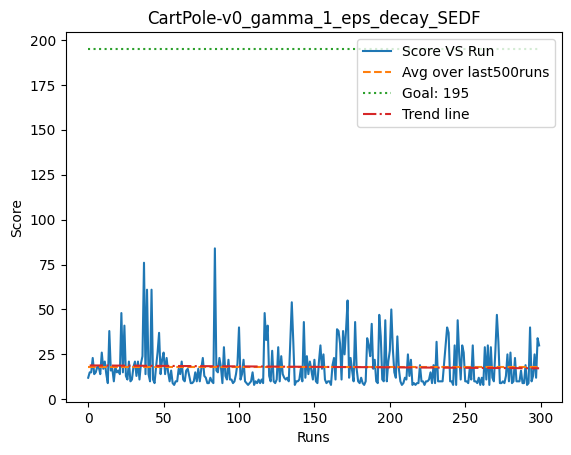 CartPole-v0_gamma_1_eps_decay_SEDF
Score VS Run
Avg over last500runs
Goal: 195
Trend line
Score
200
175
150
125
100
75
50
25
0
0 50 100 150 200 250 300
Runs